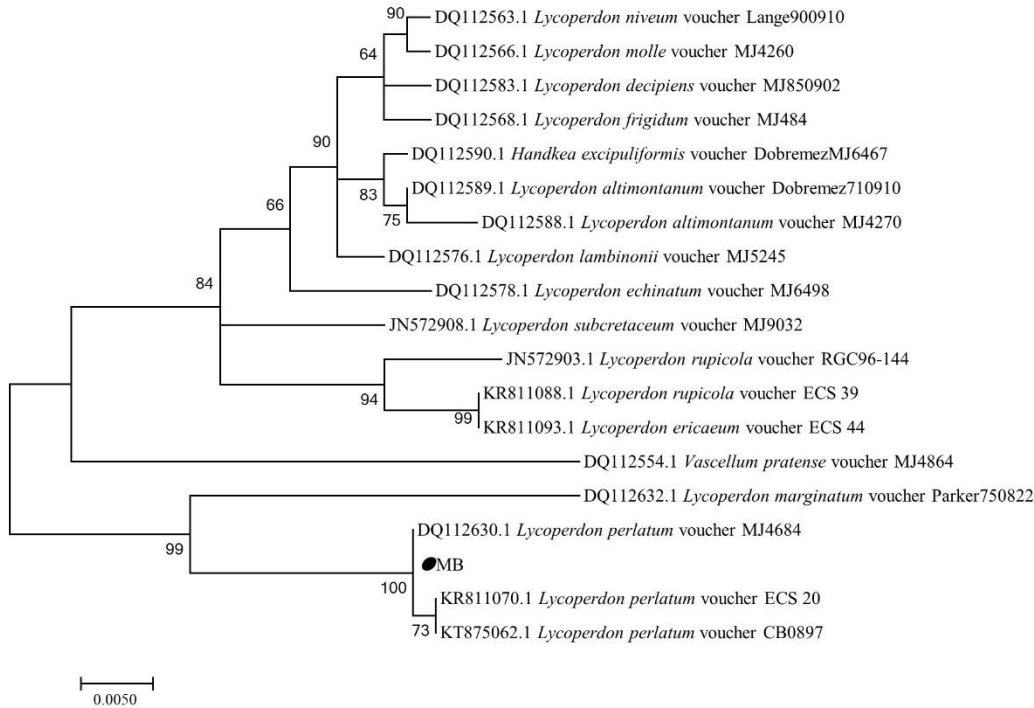 90
DQ112563.1 Lycoperdon niveum voucher Lange900910
DQ112566.1 Lycoperdon molle voucher MJ4260
64
DQ112583.1 Lycoperdon decipiens voucher MJ850902
DQ112568.1 Lycoperdon frigidum voucher MJ484
90
DQ112590.1 Handkea excipuliformis voucher DobremezMJ6467
83
DQ112589.1 Lycoperdon altimontanum voucher Dobremez710910
75
DQ112588.1 Lycoperdon altimontanum voucher MJ4270
66
DQ112576.1 Lycoperdon lambinonii voucher MJ5245
DQ112578.1 Lycoperdon echinatum voucher MJ6498
84
JN572908.1 Lycoperdon subcretaceum voucher MJ9032
JN572903.1 Lycoperdon rupicola voucher RGC96-144
94
KR811088.1 Lycoperdon rupicola voucher ECS 39
99
KR811093.1 Lycoperdon ericaeum voucher ECS 44
DQ112554.1 Vascellum pratense voucher MJ4864
DQ112632.1 Lycoperdon marginatum voucher Parker750822
99
DQ112630.1 Lycoperdon perlatum voucher MJ4684
MB
100
KR811070.1 Lycoperdon perlatum voucher ECS 20
73
KT875062.1 Lycoperdon perlatum voucher CB0897
0.0050